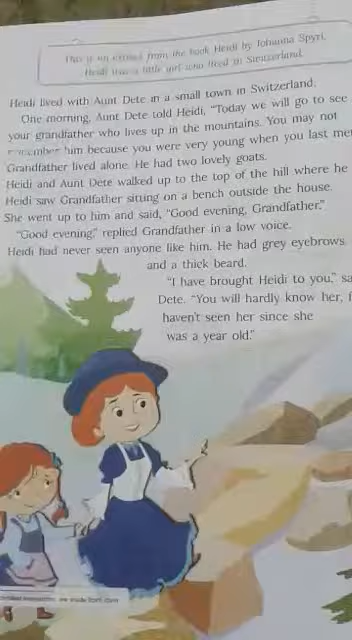 This is an extract from the book Heidi by Johanna Spyri.
Heidi was a little girl who lived in Switzerland.
Heidi lived with Aunt Dete in a small town in Switzerland.
One morning, Aunt Dete told Heidi, "Today we will go to see
your grandfather who lives up in the mountains. You may not
remember him because you were very young when you last me
Grandfather lived alone. He had two lovely goats.
Heidi and Aunt Dete walked up to the top of the hill where he
Heidi saw Grandfather sitting on a bench outside the house.
She went up to him and said, "Good evening, Grandfather."
"Good evening," replied Grandfather in a low voice.
Heidi had never seen anyone like him. He had grey eyebrows
and a thick beard.
"I have brought Heidi to you," sa
Dete. "You will hardly know her,
haven't seen her since she
was a year old."